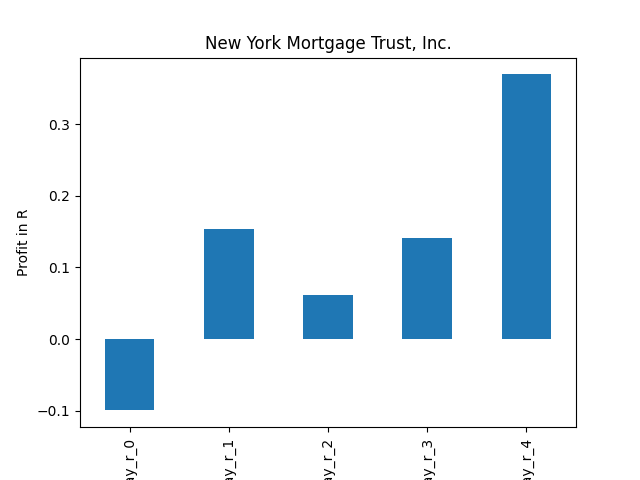 New York Mortgage Trust, Inc.
Profit in R
0.3
0.2
0.1
0.0
−0.1
ay_r_0
ay_r_1
ay_r_2
ay_r_3
ay_r_4